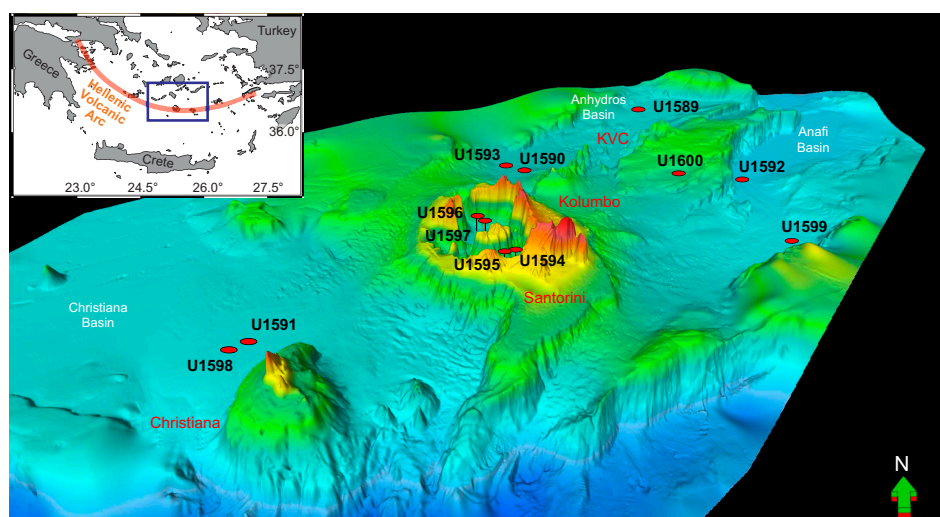 Turkey
Greece
37.5°
Hellenic
Volcanic
Arc
36.0°
Crete
23.0°
24.5°
26.0°
27.5°
Anhydros
Basin
U1589
KVC
Anafi
Basin
U1593
U1590
U1600
U1592
Kolumbo
U1596
U1597
U1599
U1595
U1594
Santorini
Christiana
Basin
U1591
U1598
Christiana
N